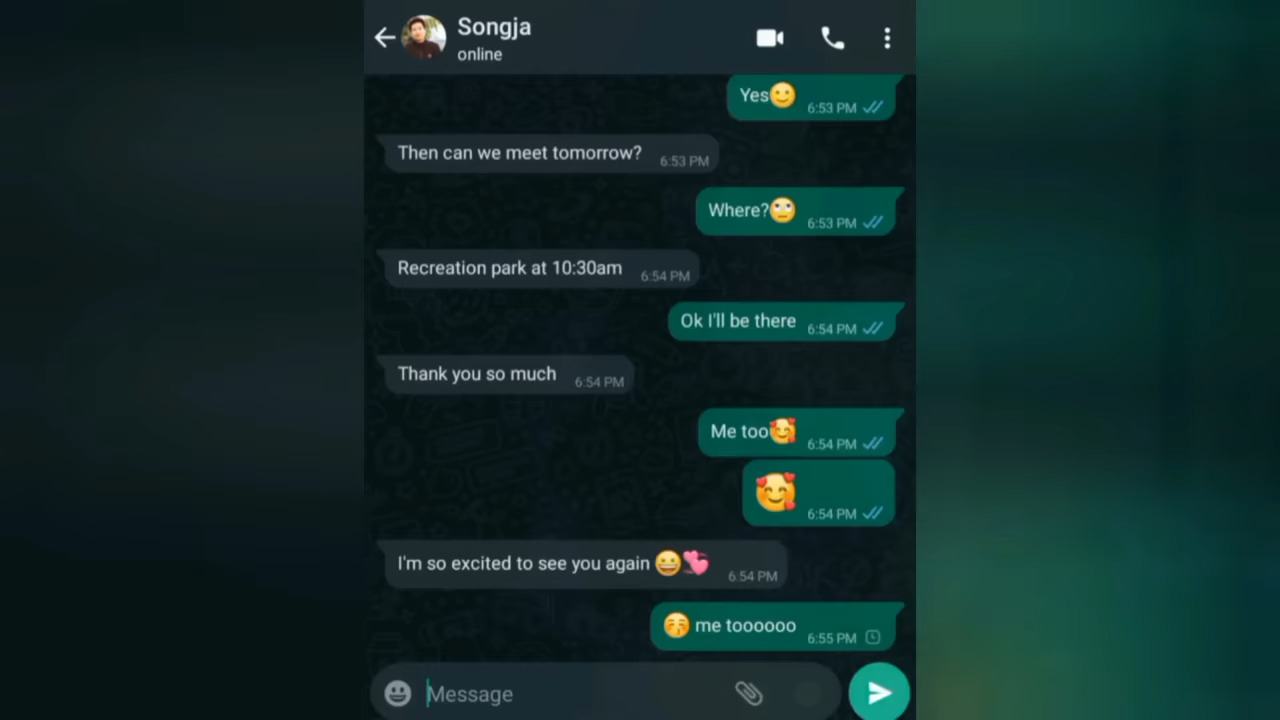 Songja
online
Yes🙂 6:53 PM
Then can we meet tomorrow? 6:53 PM
Where?🙄 6:53 PM
Recreation park at 10:30am 6:54 PM
Ok I'll be there 6:54 PM
Thank you so much 6:54 PM
Me too🥰 6:54 PM
🥰 6:54 PM
I'm so excited to see you again 😀💞 6:54 PM
😚 me toooooo 6:55 PM
Message